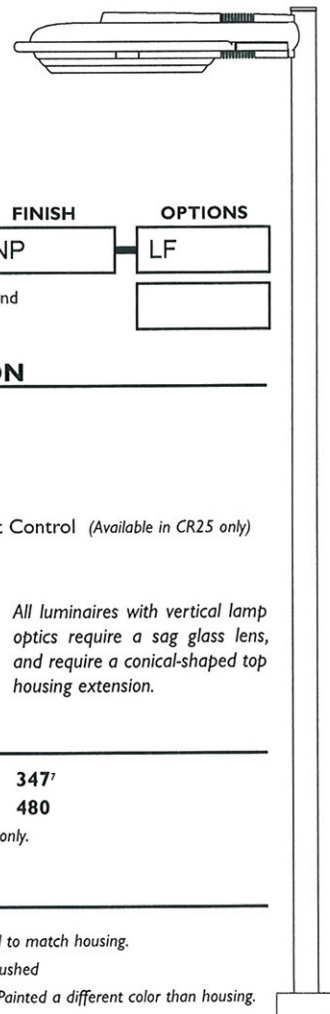 FINISH OPTIONS
NP LF
nd
ON
t Control (Available in CR25 only)
All luminaires with vertical lamp
optics require a sag glass lens,
and require a conical-shaped top
housing extension.
347⁷
480
only.
l to match housing.
ushed
Painted a different color than housing.